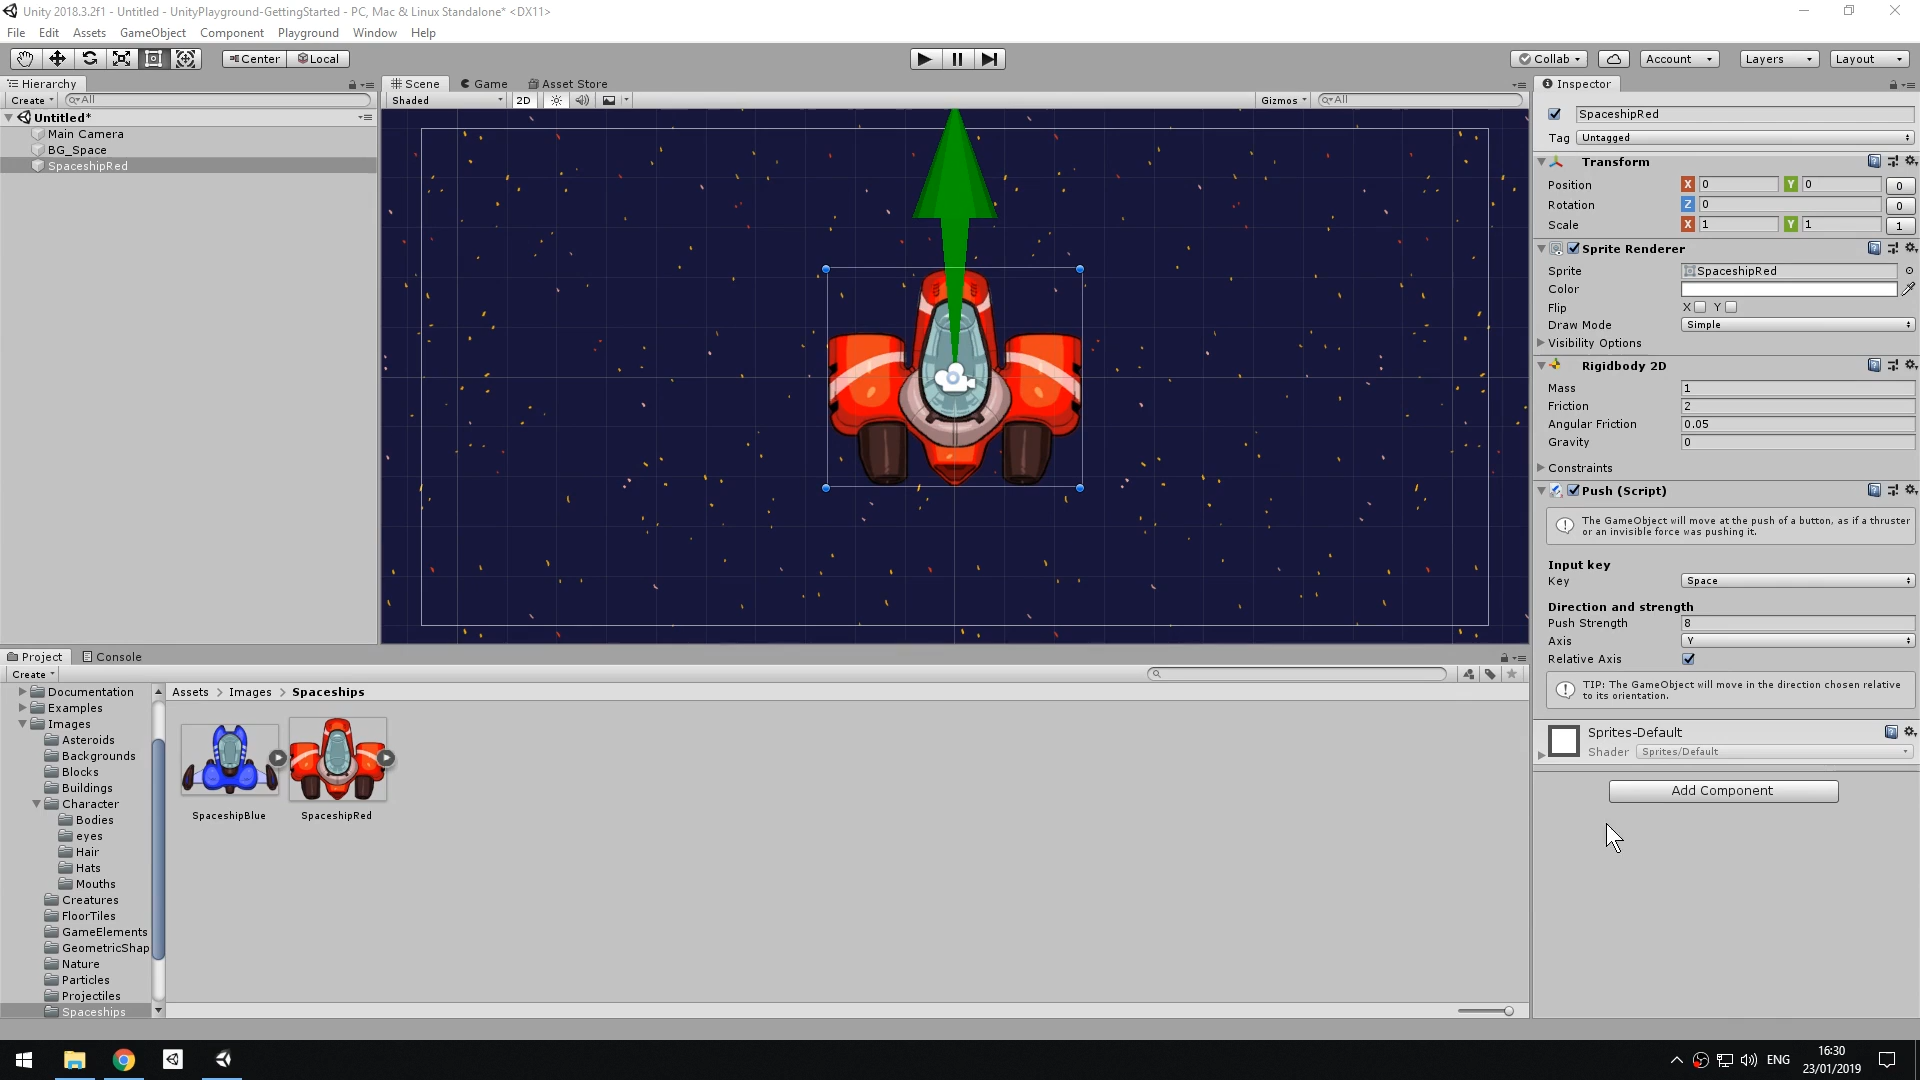 Unity 2018.3.2f1 - Untitled - UnityPlayground-GettingStarted - PC, Mac & Linux Standalone* <DX11>
File Edit Assets GameObject Component Playground Window Help
Center Local Collab Account Layers Layout
Hierarchy
Create All
Untitled*
Main Camera
BG_Space
SpaceshipRed
Scene Game Asset Store
Shaded 2D Gizmos All
Inspector
SpaceshipRed
Tag Untagged
Transform
Position X 0 Y 0 0
Rotation Z 0 0
Scale X 1 Y 1 1
Sprite Renderer
Sprite SpaceshipRed
Color
Flip X Y
Draw Mode Simple
Visibility Options
Rigidbody 2D
Mass 1
Friction 2
Angular Friction 0.05
Gravity 0
Constraints
Push (Script)
The GameObject will move at the push of a button, as if a thruster
or an invisible force was pushing it.
Input key
Key Space
Direction and strength
Push Strength 8
Axis Y
Relative Axis
TIP: The GameObject will move in the direction chosen relative
to its orientation.
Sprites-Default
Shader Sprites/Default
Add Component
Project Console
Create
Documentation
Examples
Images
Asteroids
Backgrounds
Blocks
Buildings
Character
Bodies
eyes
Hair
Hats
Mouths
Creatures
FloorTiles
GameElements
GeometricShap
Nature
Particles
Projectiles
Spaceships
Assets > Images > Spaceships
SpaceshipBlue SpaceshipRed
ENG
16:30
23/01/2019